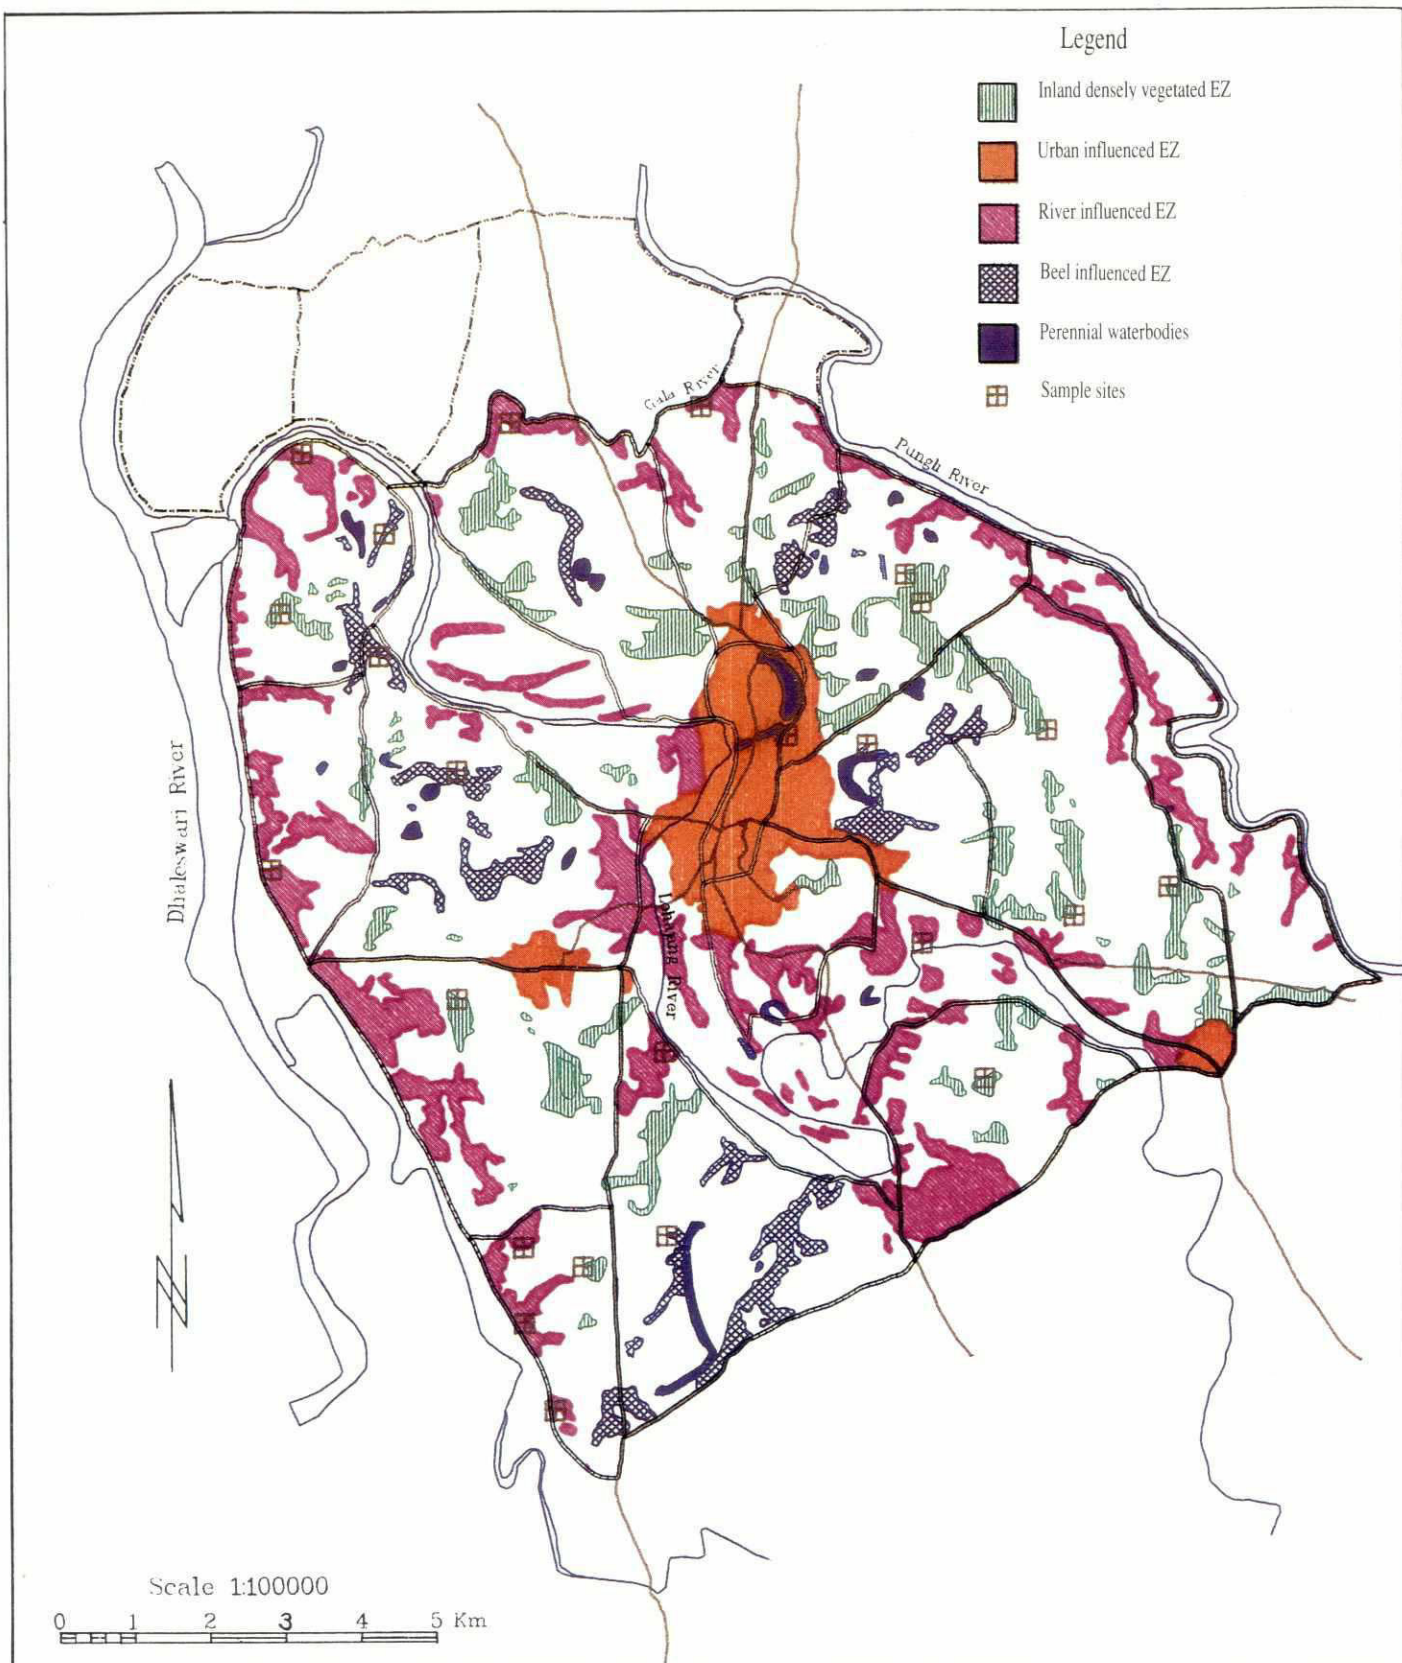 Legend
Inland densely vegetated EZ
Urban influenced EZ
River influenced EZ
Beel influenced EZ
Perennial waterbodies
Sample sites
Gala River
Pungli River
Dhaleswari River
Lohajang River
Scale 1:100000
0 1 2 3 4 5 Km